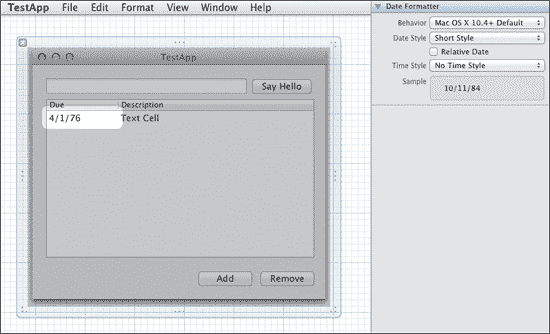 TestApp File Edit Format View Window Help
TestApp
Say Hello
Due Description
4/1/76 Text Cell
Add Remove
Date Formatter
Behavior Mac OS X 10.4+ Default
Date Style Short Style
Relative Date
Time Style No Time Style
Sample
10/11/84